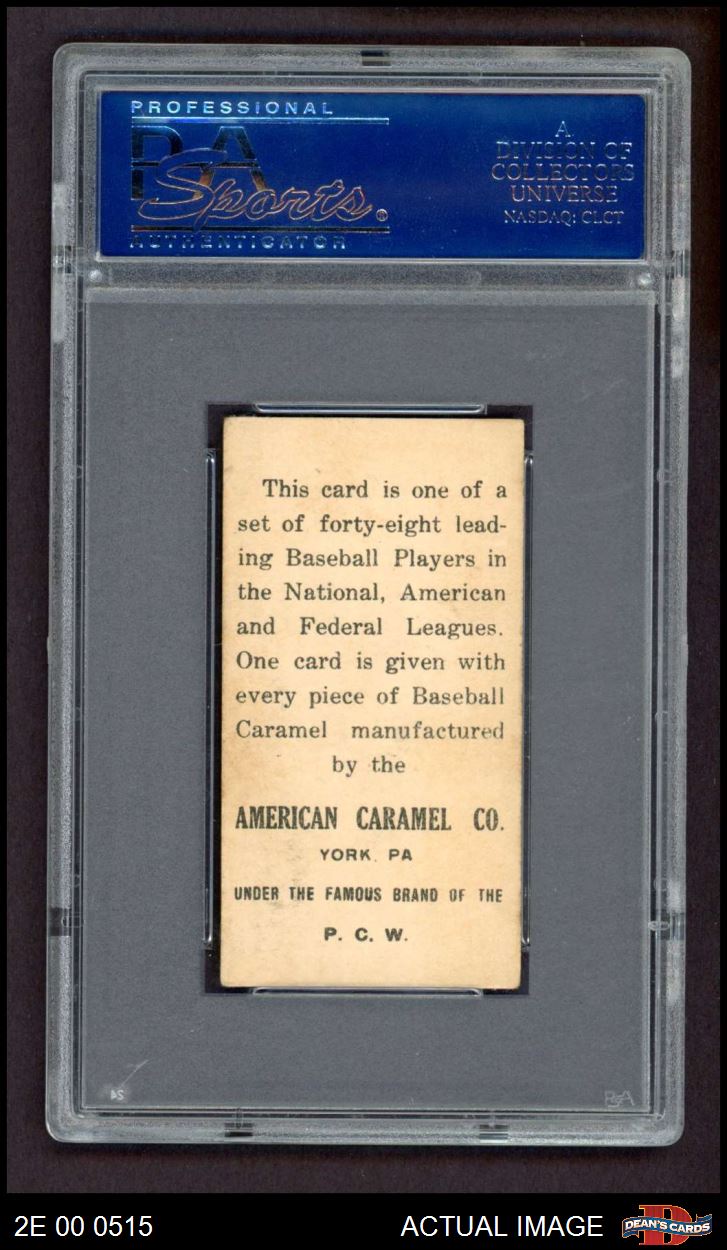 PROFESSIONAL
PSA
Sports®
AUTHENTICATOR
A
DIVISION OF
COLLECTORS
UNIVERSE
NASDAQ: CLCT
This card is one of a
set of forty-eight lead-
ing Baseball Players in
the National, American
and Federal Leagues.
One card is given with
every piece of Baseball
Caramel manufactured
by the
AMERICAN CARAMEL CO.
YORK, PA
UNDER THE FAMOUS BRAND OF THE
P. C. W.
PSA
2E 00 0515
ACTUAL IMAGE
DEAN'S CARDS